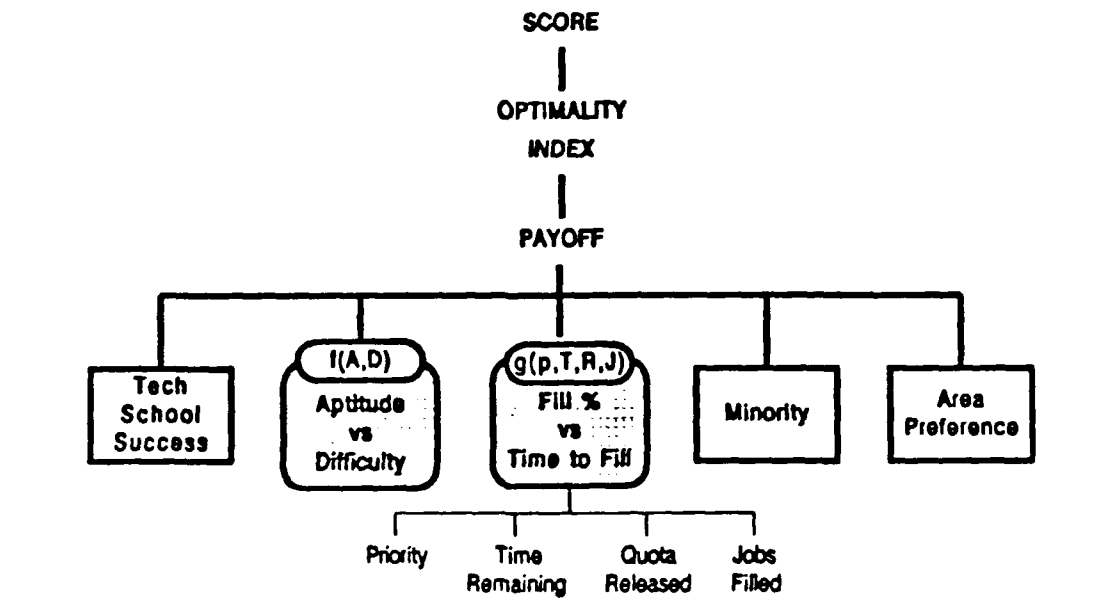 SCORE
OPTIMALITY
INDEX
PAYOFF
f(A,D)
g(p,T,R,J)
Tech
School
Success
Aptitude
vs
Difficulty
Fill %
vs
Time to Fill
Minority
Area
Preference
Priority
Time
Remaining
Quota
Released
Jobs
Filled